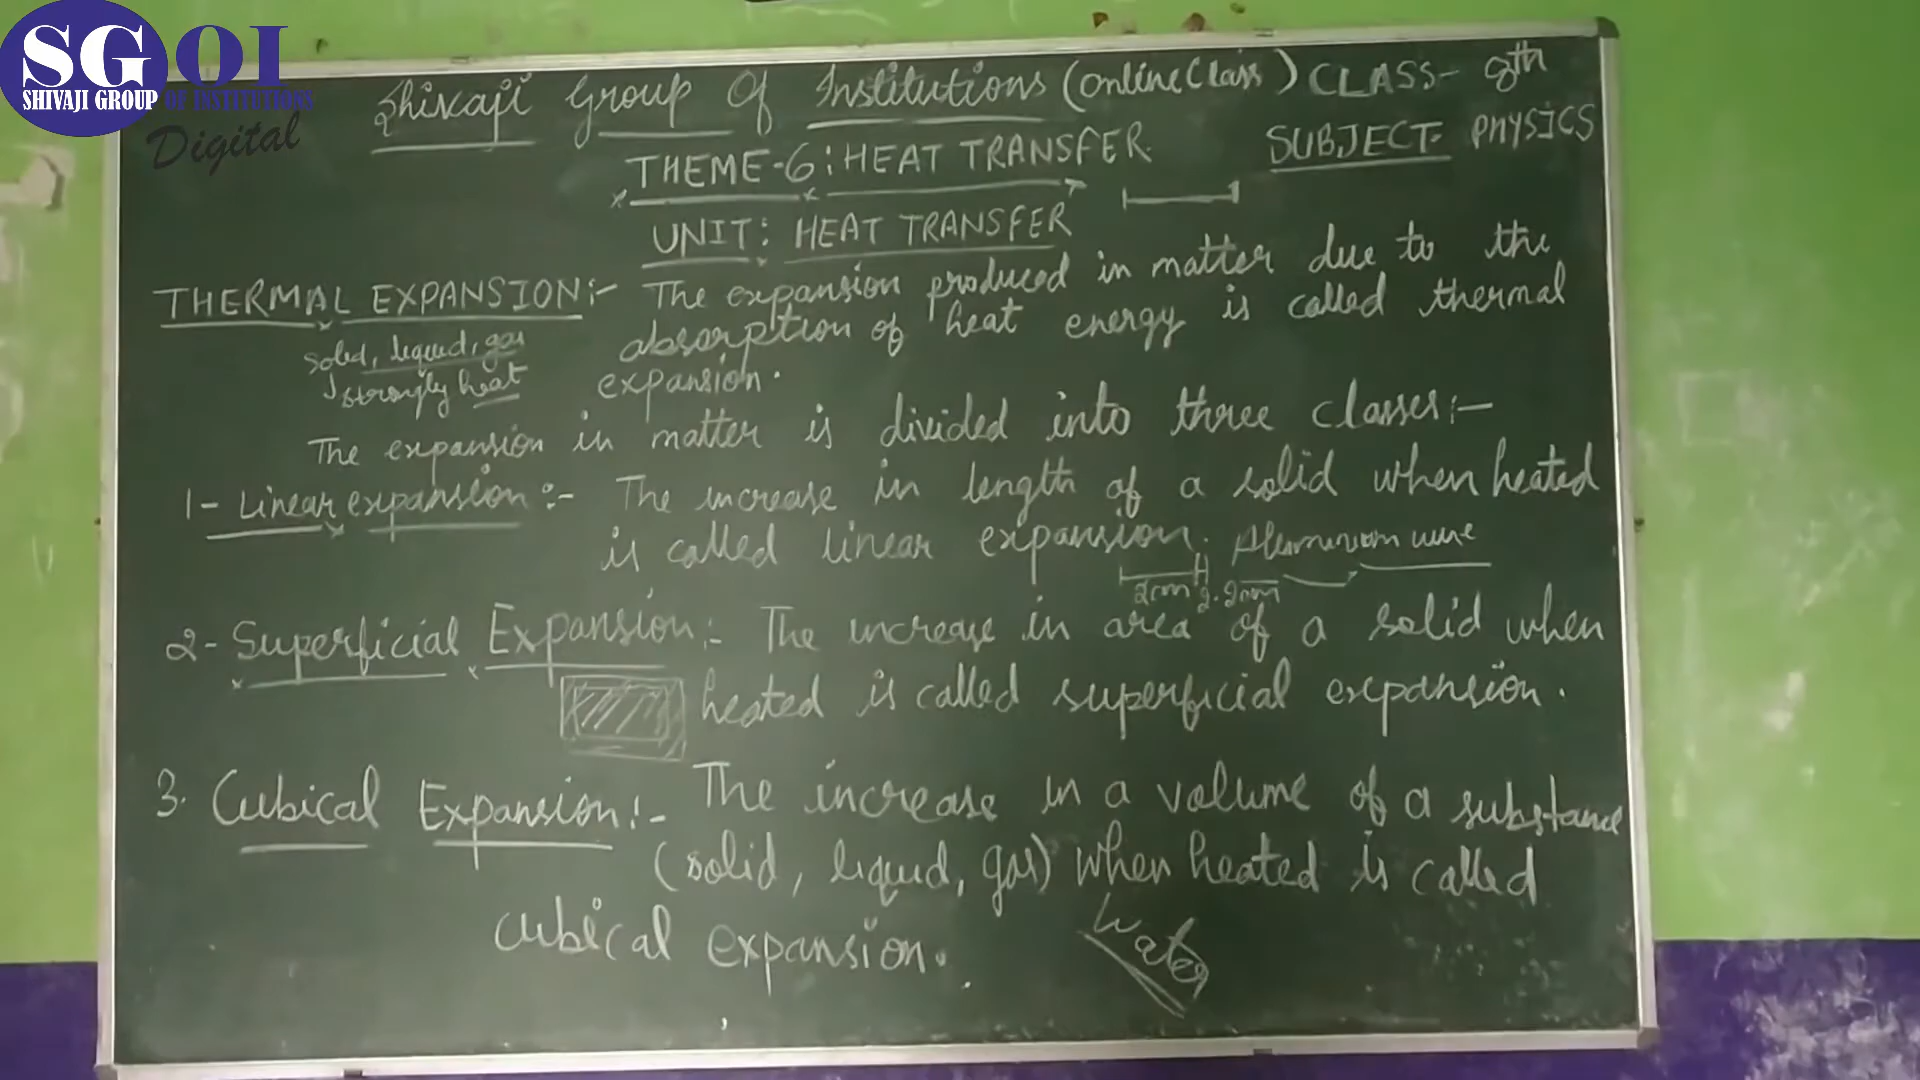 SGOI
SHIVAJI GROUP OF INSTITUTIONS
Digital
Shivaji Group Of Institutions (online Class) CLASS- 8th
THEME-6: HEAT TRANSFER
SUBJECT- PHYSICS
UNIT: HEAT TRANSFER
THERMAL EXPANSION:- The expansion produced in matter due to the
absorption of heat energy is called thermal
expansion.
solid, liquid, gas
strongly heat
The expansion in matter is divided into three classes:-
1- Linear expansion:- The increase in length of a solid when heated
is called linear expansion. Aluminium wire
2cm 2.2cm
2- Superficial Expansion:- The increase in area of a solid when
heated is called superficial expansion.
3. Cubical Expansion:- The increase in a volume of a substance
(solid, liquid, gas) when heated is called
cubical expansion.
Water